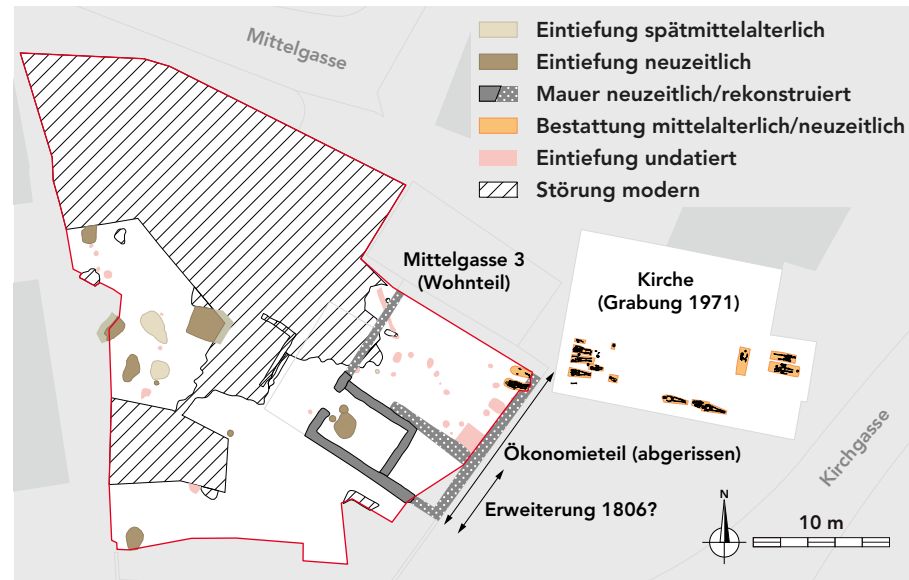 Mittelgasse
Eintiefung spätmittelalterlich
Eintiefung neuzeitlich
Mauer neuzeitlich/rekonstruiert
Bestattung mittelalterlich/neuzeitlich
Eintiefung undatiert
Störung modern
Mittelgasse 3
(Wohnteil)
Kirche
(Grabung 1971)
Ökonomieteil (abgerissen)
Erweiterung 1806?
Kirchgasse
N
10 m